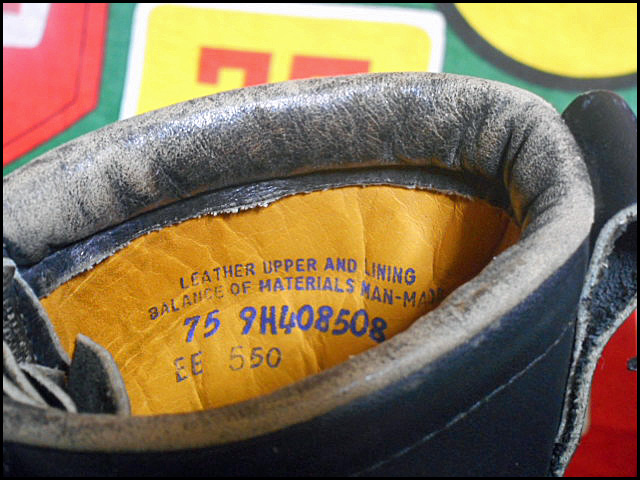 LEATHER UPPER AND LINING
BALANCE OF MATERIALS MAN-MADE
75 9H408508
EE 550